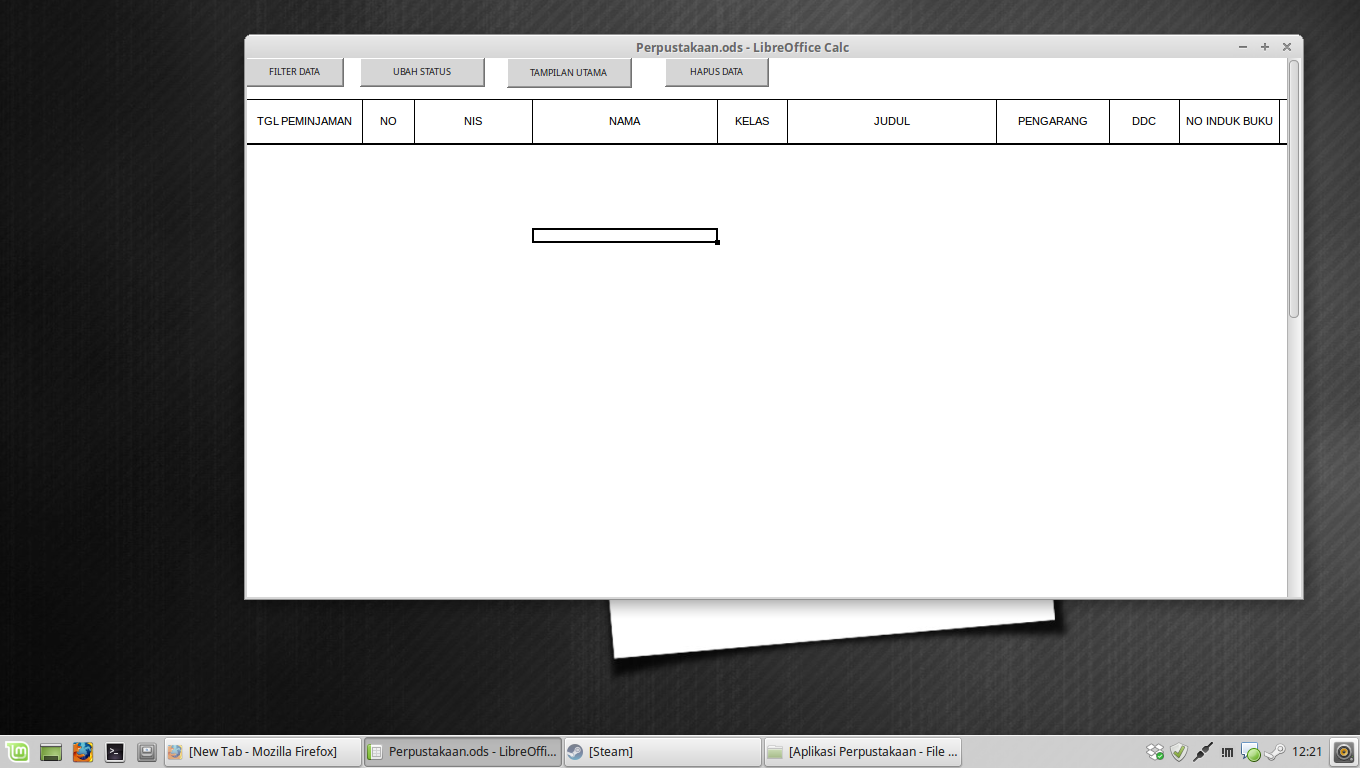 Perpustakaan.ods - LibreOffice Calc
FILTER DATA UBAH STATUS TAMPILAN UTAMA HAPUS DATA
TGL PEMINJAMAN NO NIS NAMA KELAS JUDUL PENGARANG DDC NO INDUK BUKU
[New Tab - Mozilla Firefox] Perpustakaan.ods - LibreOffi... [Steam] [Aplikasi Perpustakaan - File ... !m 12:21